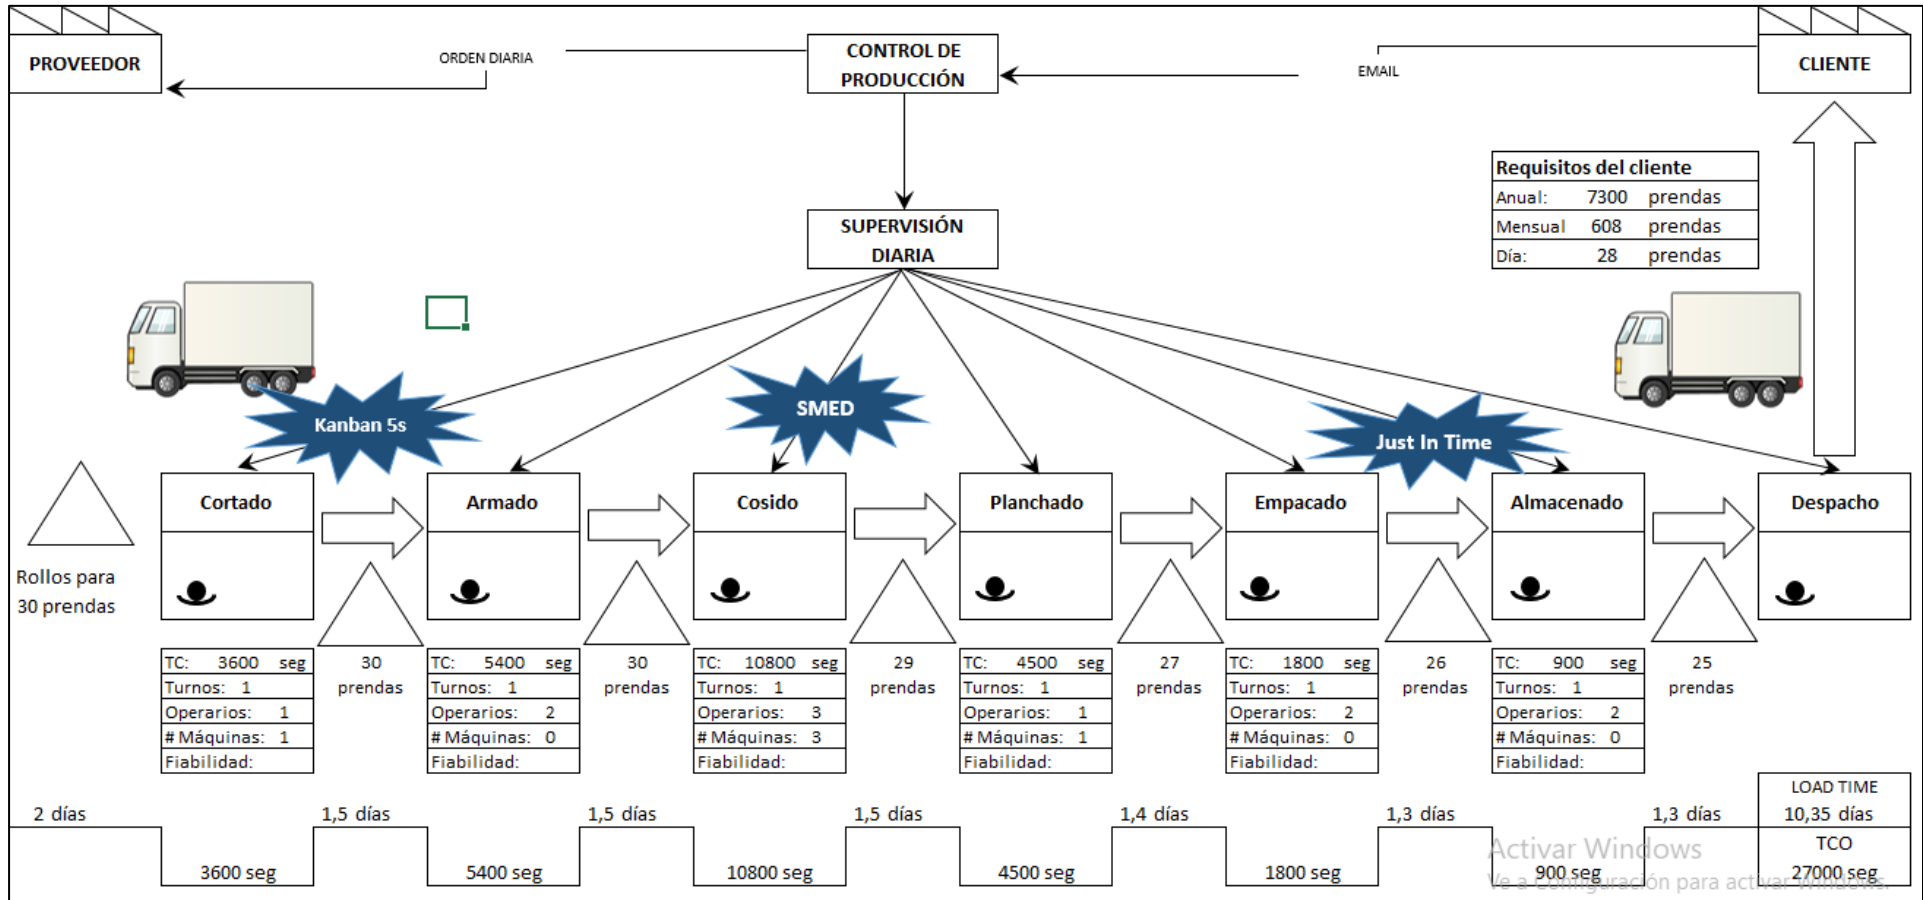 PROVEEDOR
ORDEN DIARIA
CONTROL DE
PRODUCCIÓN
EMAIL
CLIENTE
Requisitos del cliente
Anual: 7300 prendas
Mensual 608 prendas
Día: 28 prendas
SUPERVISIÓN
DIARIA
Kanban 5s
SMED
Just In Time
Rollos para
30 prendas
Cortado
Armado
Cosido
Planchado
Empacado
Almacenado
Despacho
TC: 3600 seg
Turnos: 1
Operarios: 1
# Máquinas: 1
Fiabilidad:
30
prendas
TC: 5400 seg
Turnos: 1
Operarios: 2
# Máquinas: 0
Fiabilidad:
30
prendas
TC: 10800 seg
Turnos: 1
Operarios: 3
# Máquinas: 3
Fiabilidad:
29
prendas
TC: 4500 seg
Turnos: 1
Operarios: 1
# Máquinas: 1
Fiabilidad:
27
prendas
TC: 1800 seg
Turnos: 1
Operarios: 2
# Máquinas: 0
Fiabilidad:
26
prendas
TC: 900 seg
Turnos: 1
Operarios: 2
# Máquinas: 0
Fiabilidad:
25
prendas
2 días
3600 seg
1,5 días
5400 seg
1,5 días
10800 seg
1,5 días
4500 seg
1,4 días
1800 seg
1,3 días
900 seg
1,3 días
LOAD TIME
10,35 días
TCO
27000 seg
Activar Windows
Ve a Configuración para activar Windows.